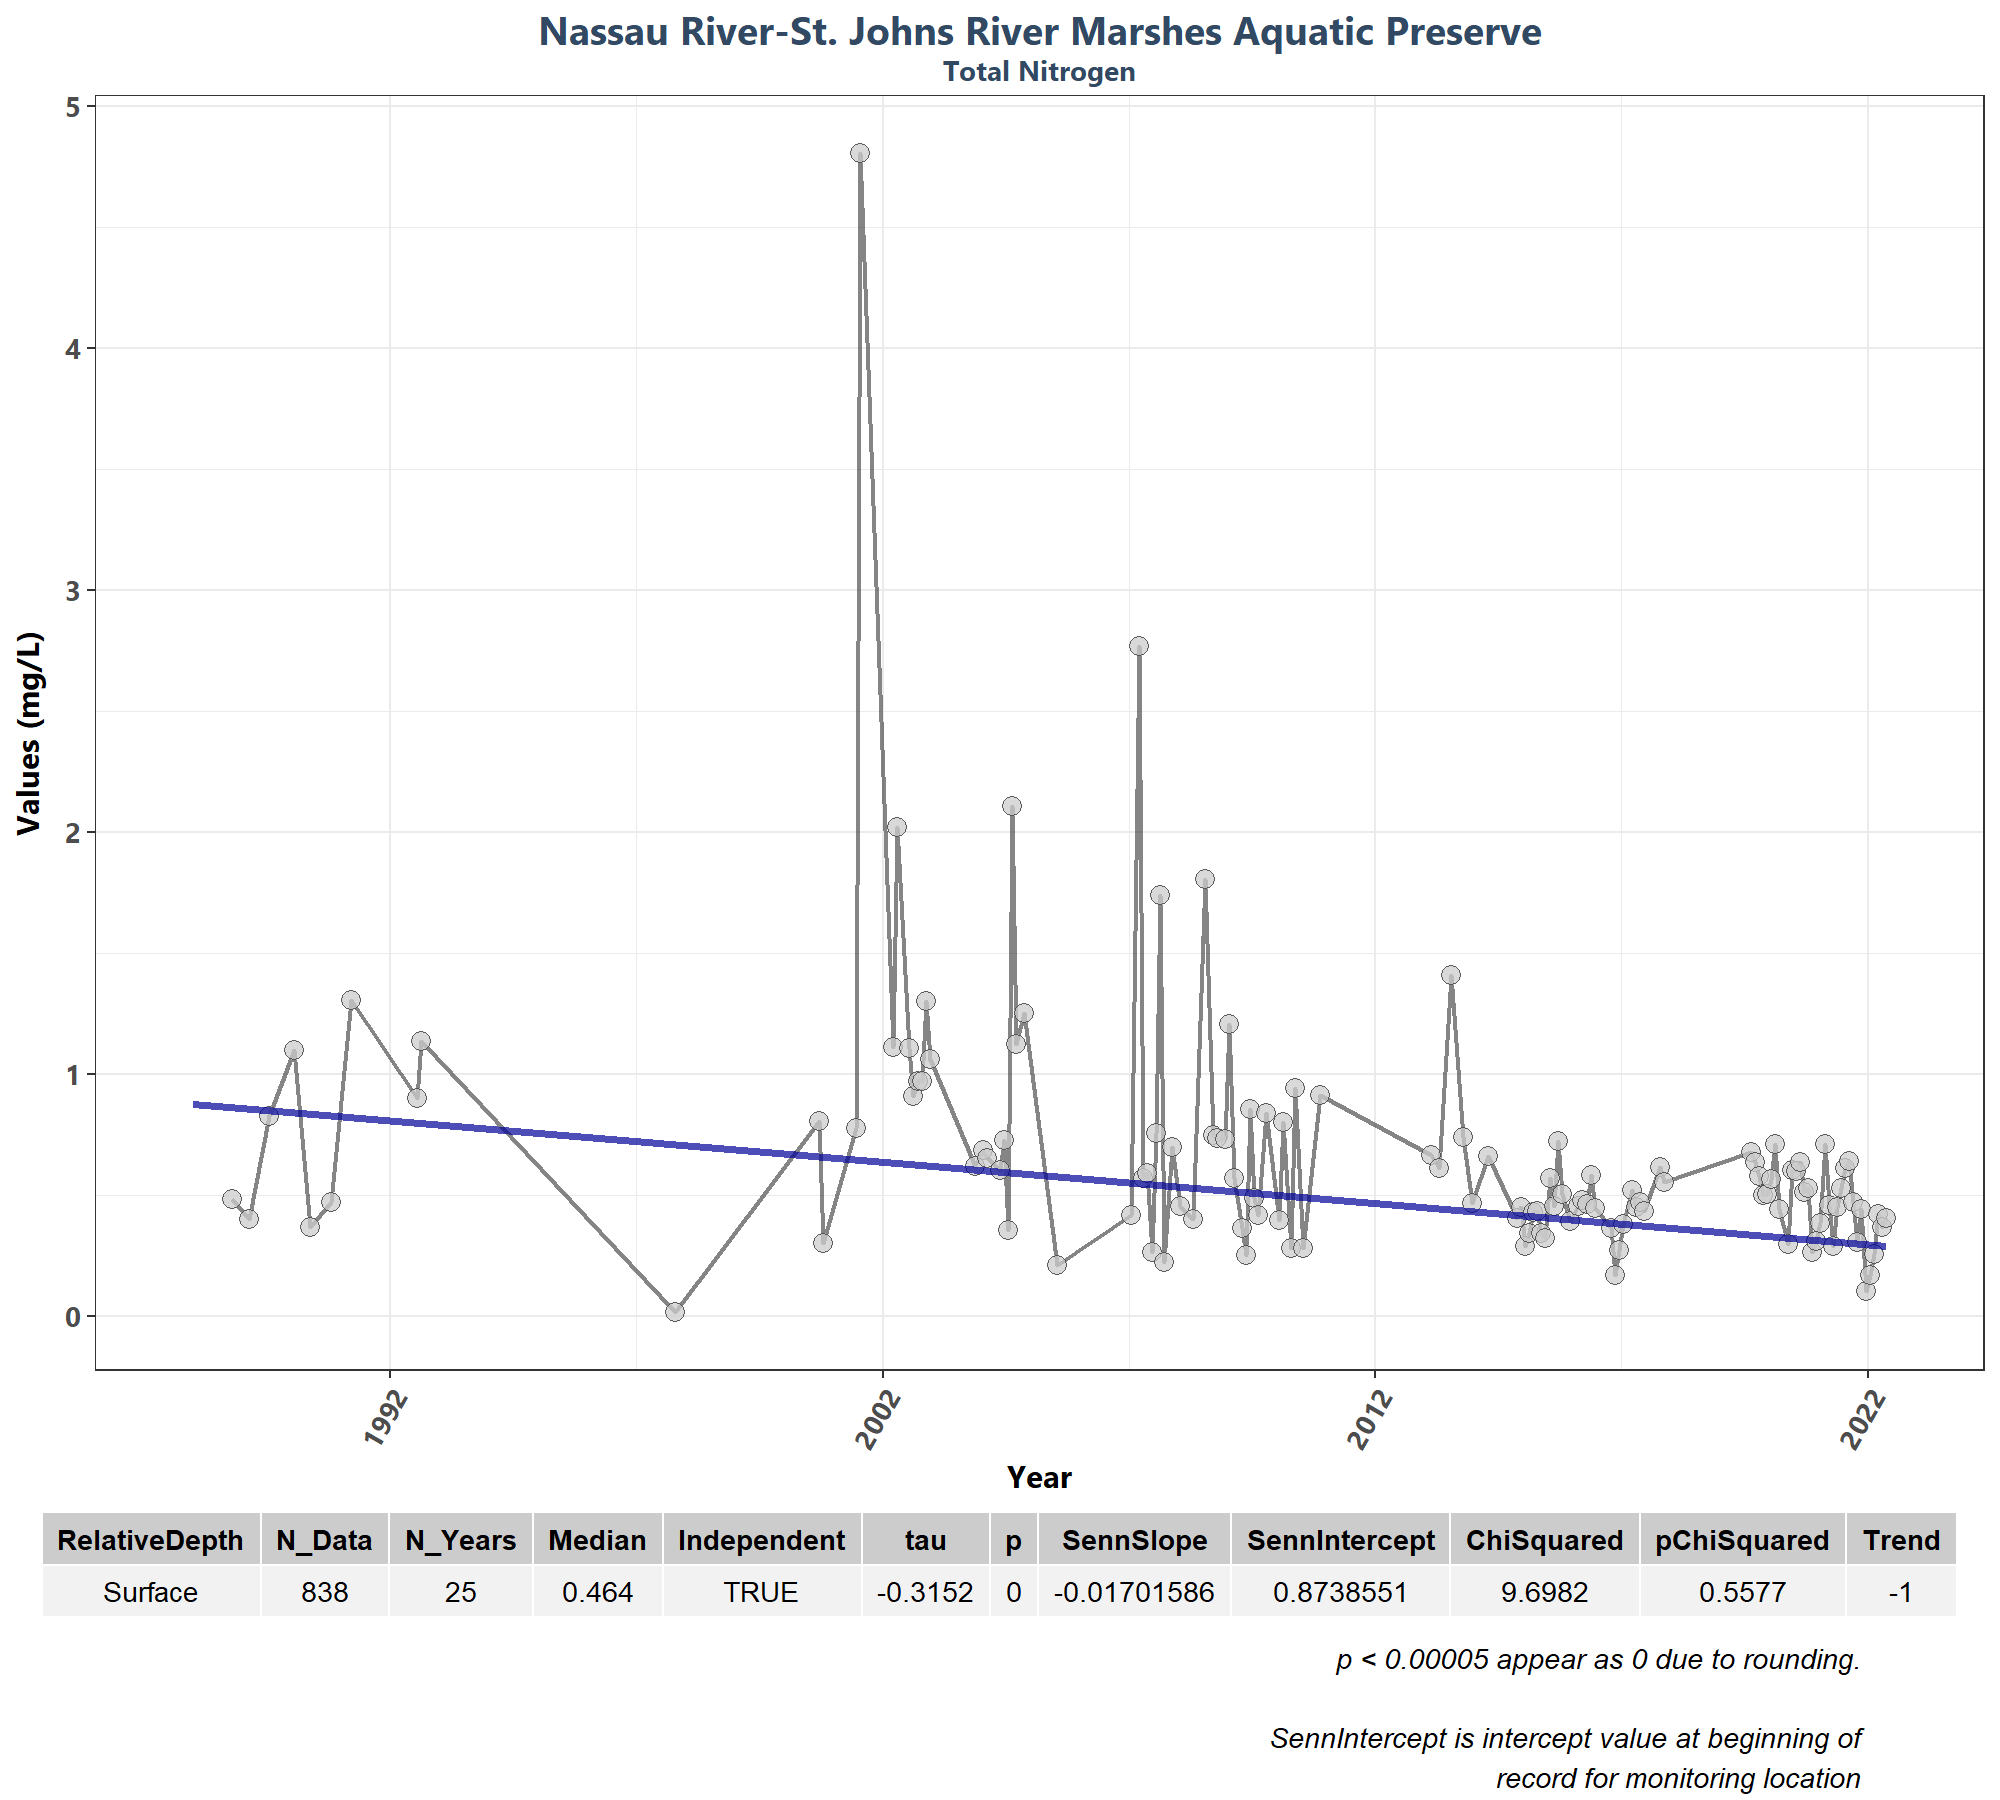 Nassau River-St. Johns River Marshes Aquatic Preserve
Total Nitrogen
5
4
3
2
1
0
Values (mg/L)
1992
2002
2012
2022
Year
RelativeDepth N_Data N_Years Median Independent tau p SennSlope SennIntercept ChiSquared pChiSquared Trend
Surface 838 25 0.464 TRUE -0.3152 0 -0.01701586 0.8738551 9.6982 0.5577 -1
p < 0.00005 appear as 0 due to rounding.
SennIntercept is intercept value at beginning of
record for monitoring location